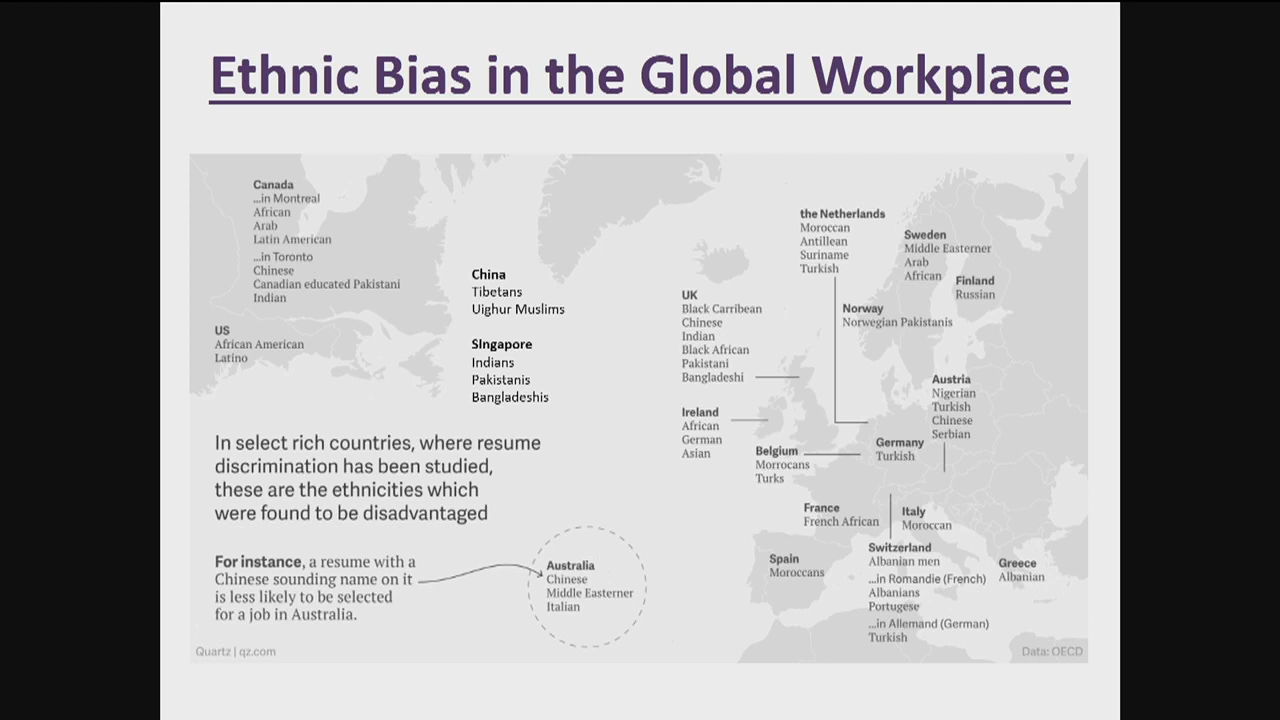 Ethnic Bias in the Global Workplace
Canada
...in Montreal
African
Arab
Latin American
...in Toronto
Chinese
Canadian educated Pakistani
Indian
US
African American
Latino
China
Tibetans
Uighur Muslims
SIngapore
Indians
Pakistanis
Bangladeshis
In select rich countries, where resume
discrimination has been studied,
these are the ethnicities which
were found to be disadvantaged
For instance, a resume with a
Chinese sounding name on it
is less likely to be selected
for a job in Australia.
Australia
Chinese
Middle Easterner
Italian
UK
Black Carribean
Chinese
Indian
Black African
Pakistani
Bangladeshi
Ireland
African
German
Asian
the Netherlands
Moroccan
Antillean
Suriname
Turkish
Sweden
Middle Easterner
Arab
African
Finland
Russian
Norway
Norwegian Pakistanis
Austria
Nigerian
Turkish
Chinese
Serbian
Germany
Turkish
Belgium
Morrocans
Turks
France
French African
Italy
Moroccan
Spain
Moroccans
Switzerland
Albanian men
...in Romandie (French)
Albanians
Portugese
...in Allemand (German)
Turkish
Greece
Albanian
Quartz | qz.com
Data: OECD